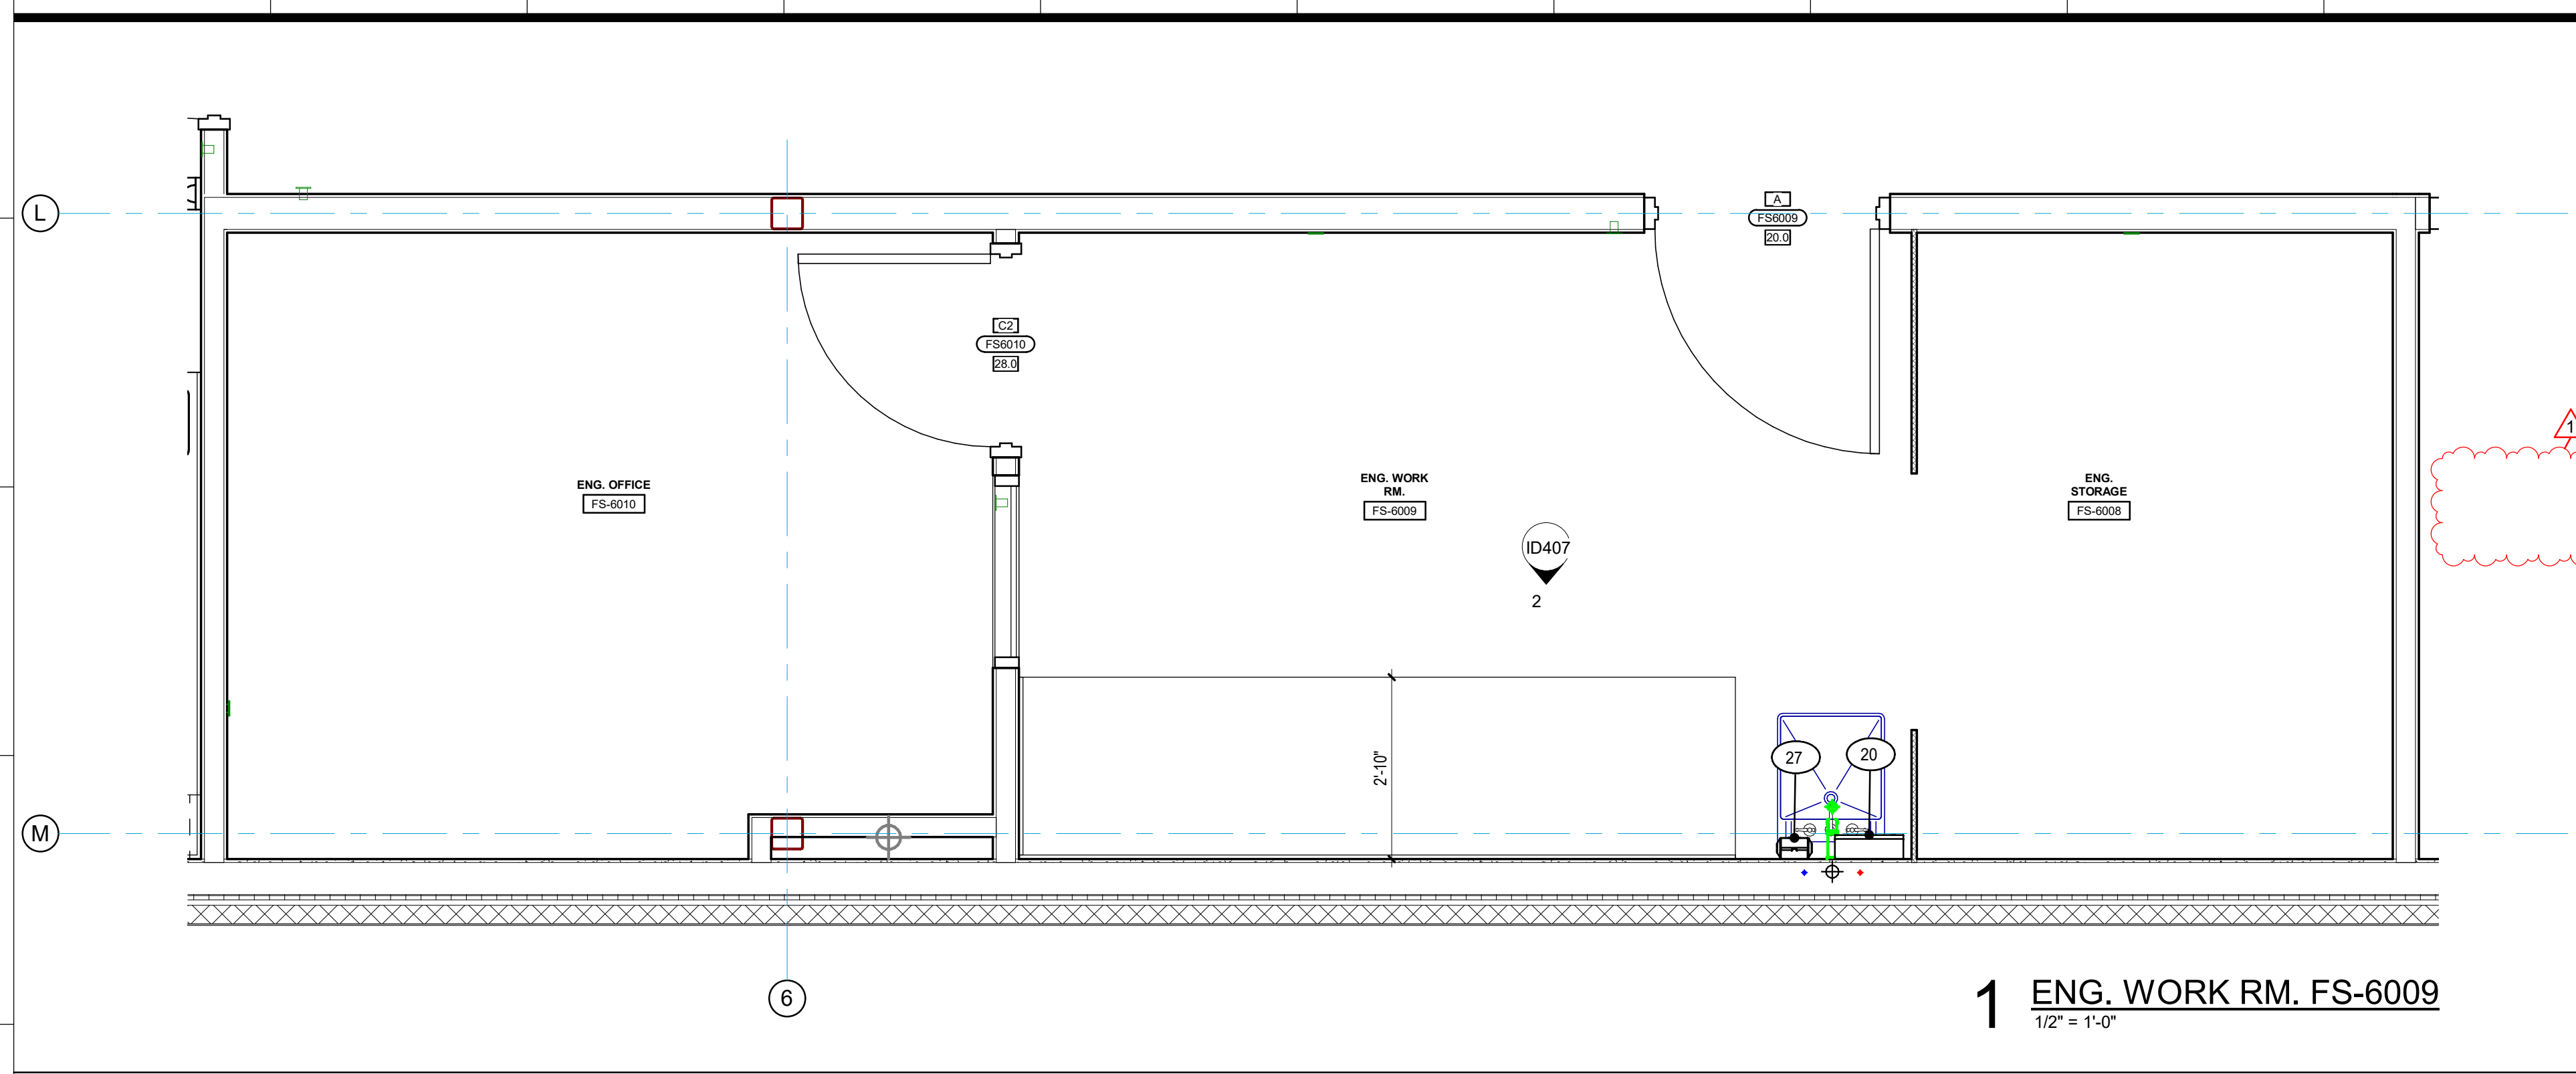 L
A
FS6009
20.0
C2
FS6010
28.0
1
ENG. OFFICE
FS-6010
ENG. WORK
RM.
FS-6009
ENG.
STORAGE
FS-6008
ID407
2
2'-10"
27
20
M
6
1
ENG. WORK RM. FS-6009
1/2" = 1'-0"